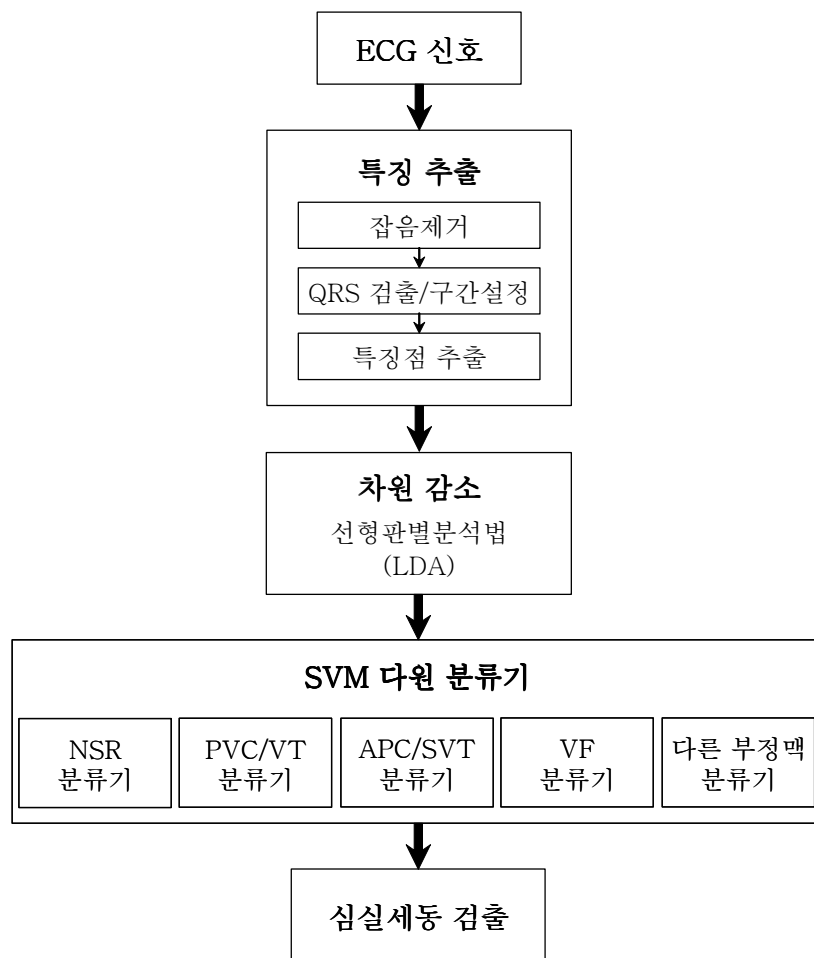 ECG 신호
특징 추출
잡음제거
QRS 검출/구간설정
특징점 추출
차원 감소
선형판별분석법
(LDA)
SVM 다원 분류기
NSR
분류기
PVC/VT
분류기
APC/SVT
분류기
VF
분류기
다른 부정맥
분류기
심실세동 검출